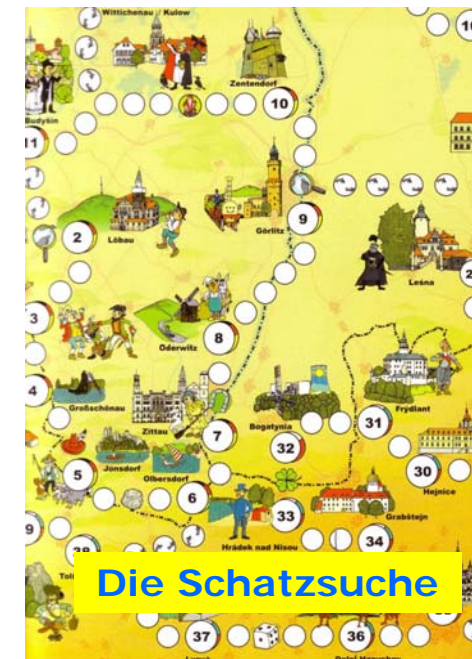 Wittichenau / Kulow
10
Zentendorf
10
Budyšin
11
9
Görlitz
2
Löbau
Leśna
3
8
Oderwitz
Frýdlant
4
Großschönau
Zittau
Bogatynia
31
7
32
5
Jonsdorf
Olbersdorf
30
Hejnice
6
33
Grabštejn
9
Hrádek nad Nisou
34
38
Die Schatzsuche
37
36